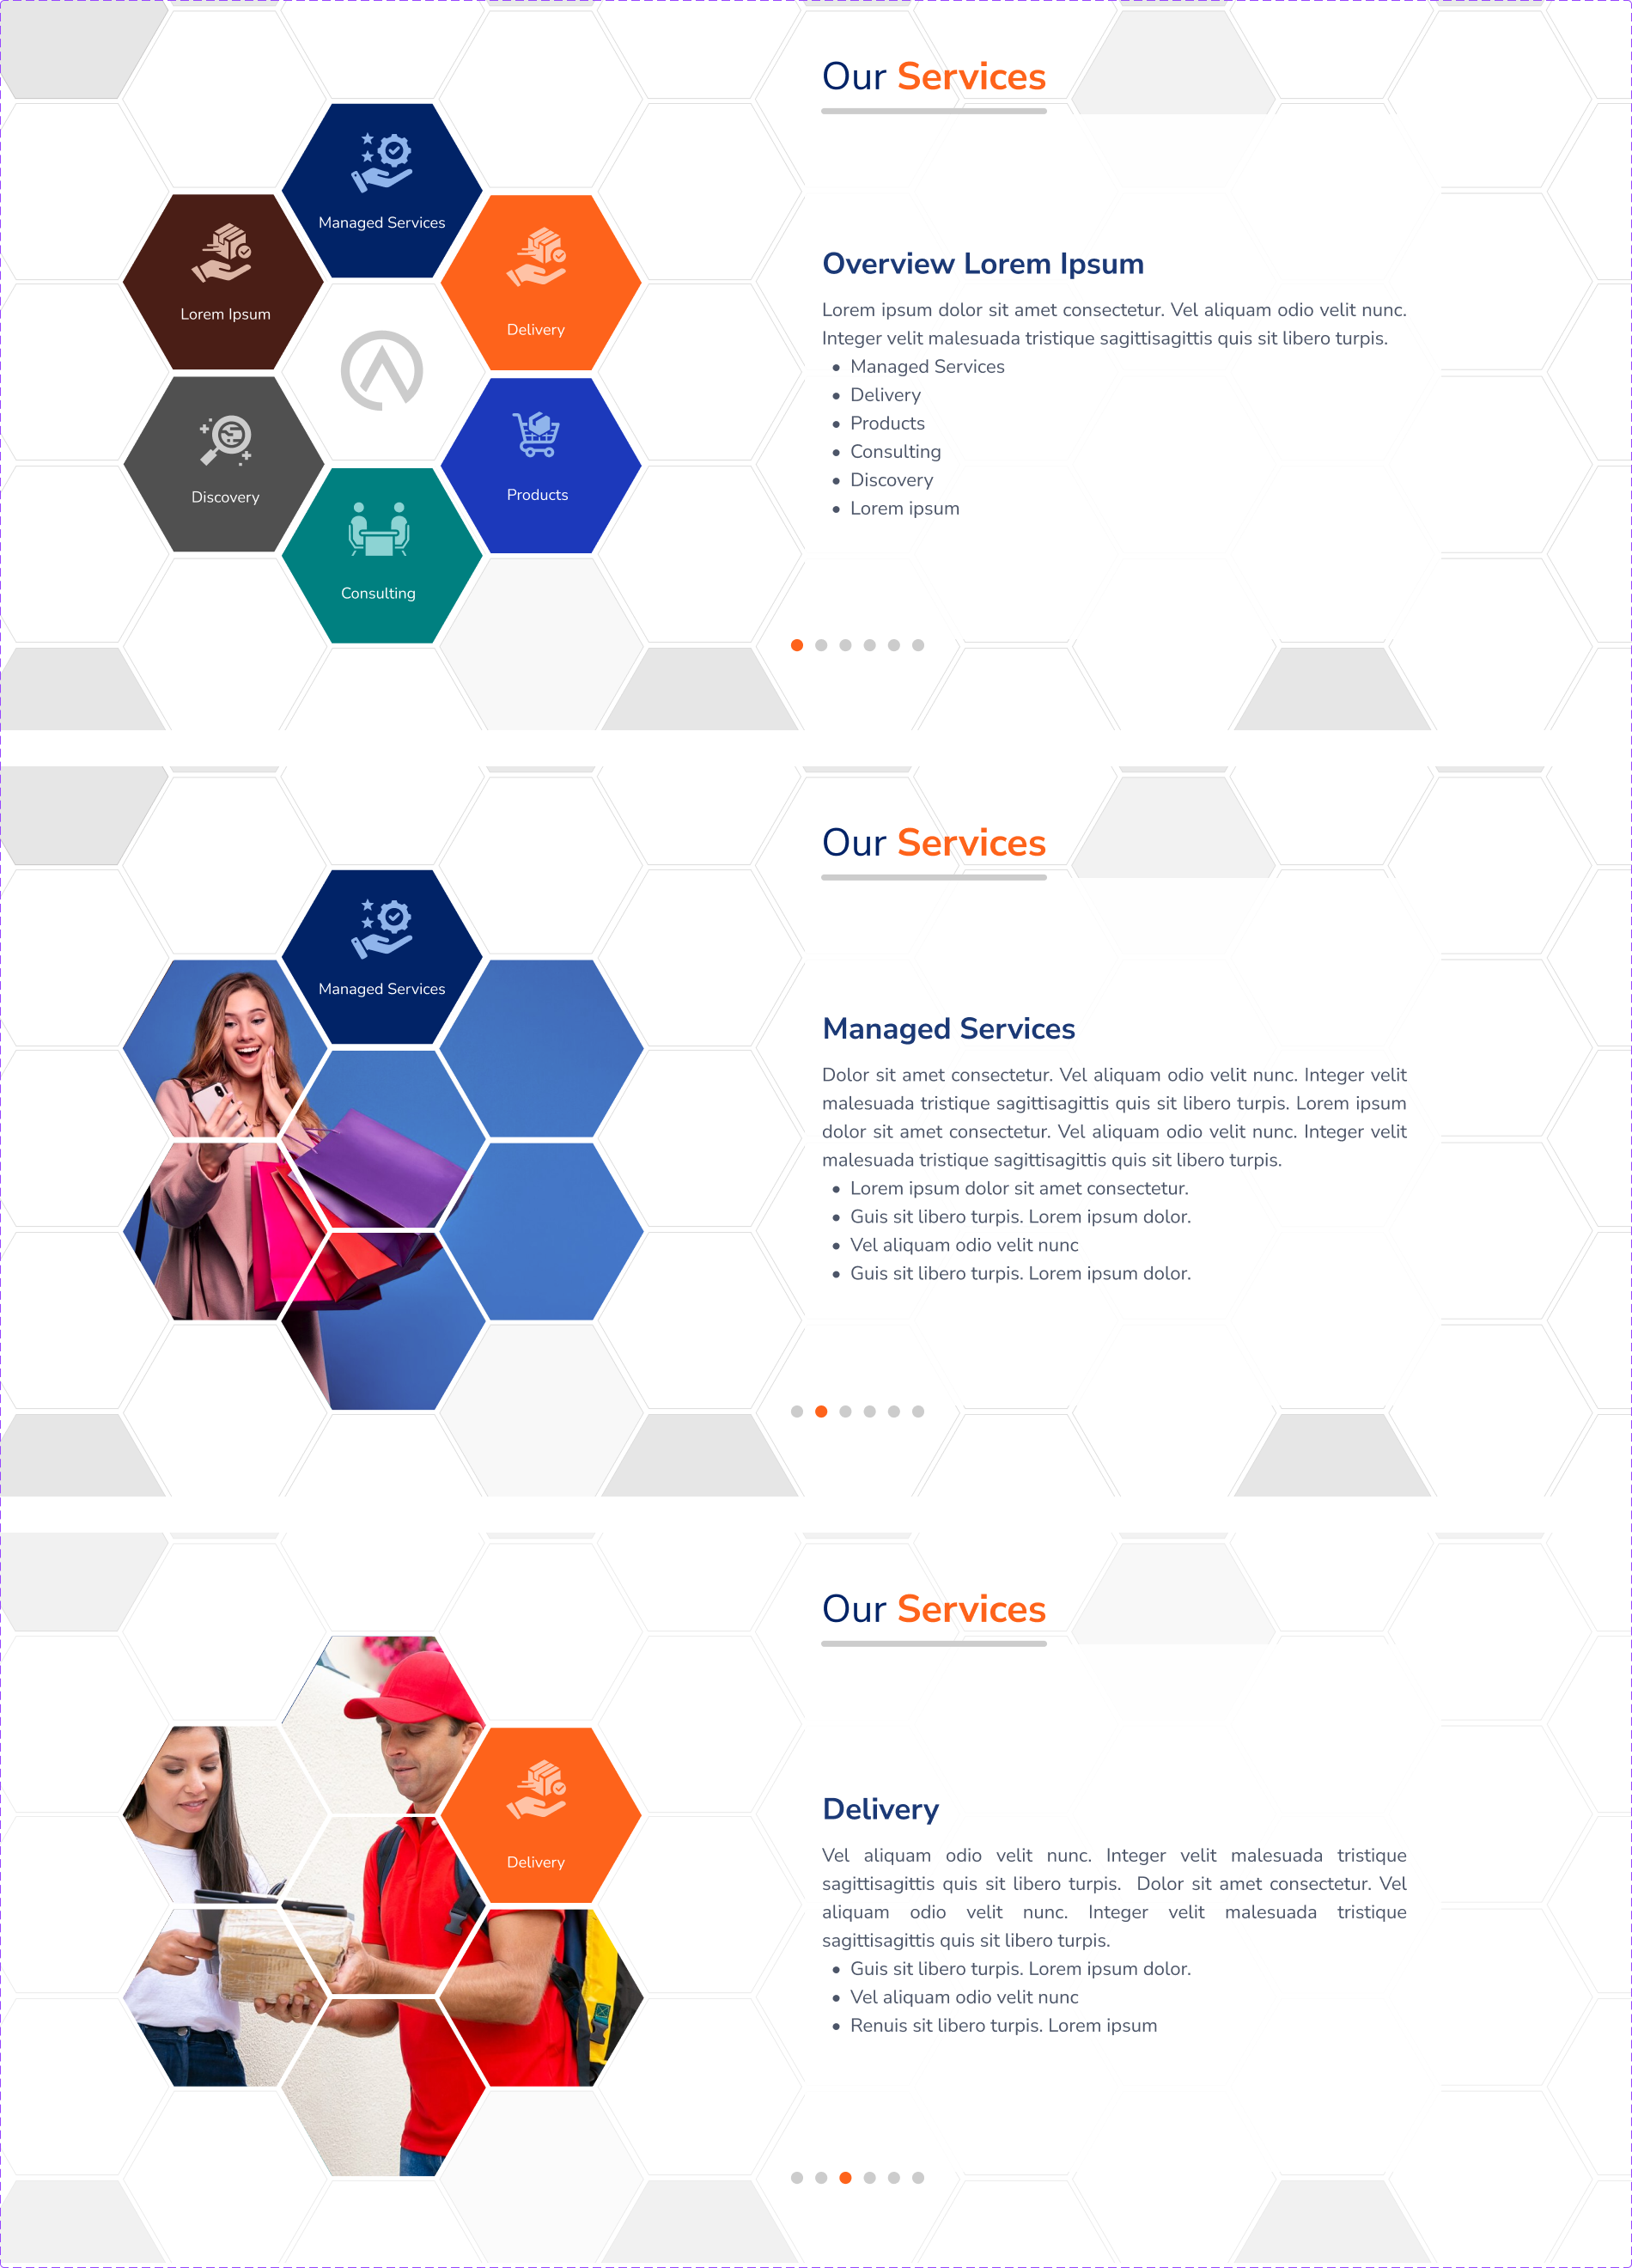 Our Services
Managed Services
Lorem Ipsum
Delivery
Discovery
Products
Consulting
Overview Lorem Ipsum
Lorem ipsum dolor sit amet consectetur. Vel aliquam odio velit nunc.
Integer velit malesuada tristique sagittisagittis quis sit libero turpis.
• Managed Services
• Delivery
• Products
• Consulting
• Discovery
• Lorem ipsum
Our Services
Managed Services
Managed Services
Dolor sit amet consectetur. Vel aliquam odio velit nunc. Integer velit
malesuada tristique sagittisagittis quis sit libero turpis. Lorem ipsum
dolor sit amet consectetur. Vel aliquam odio velit nunc. Integer velit
malesuada tristique sagittisagittis quis sit libero turpis.
• Lorem ipsum dolor sit amet consectetur.
• Guis sit libero turpis. Lorem ipsum dolor.
• Vel aliquam odio velit nunc
• Guis sit libero turpis. Lorem ipsum dolor.
Our Services
Delivery
Delivery
Vel aliquam odio velit nunc. Integer velit malesuada tristique
sagittisagittis quis sit libero turpis.  Dolor sit amet consectetur. Vel
aliquam odio velit nunc. Integer velit malesuada tristique
sagittisagittis quis sit libero turpis.
• Guis sit libero turpis. Lorem ipsum dolor.
• Vel aliquam odio velit nunc
• Renuis sit libero turpis. Lorem ipsum